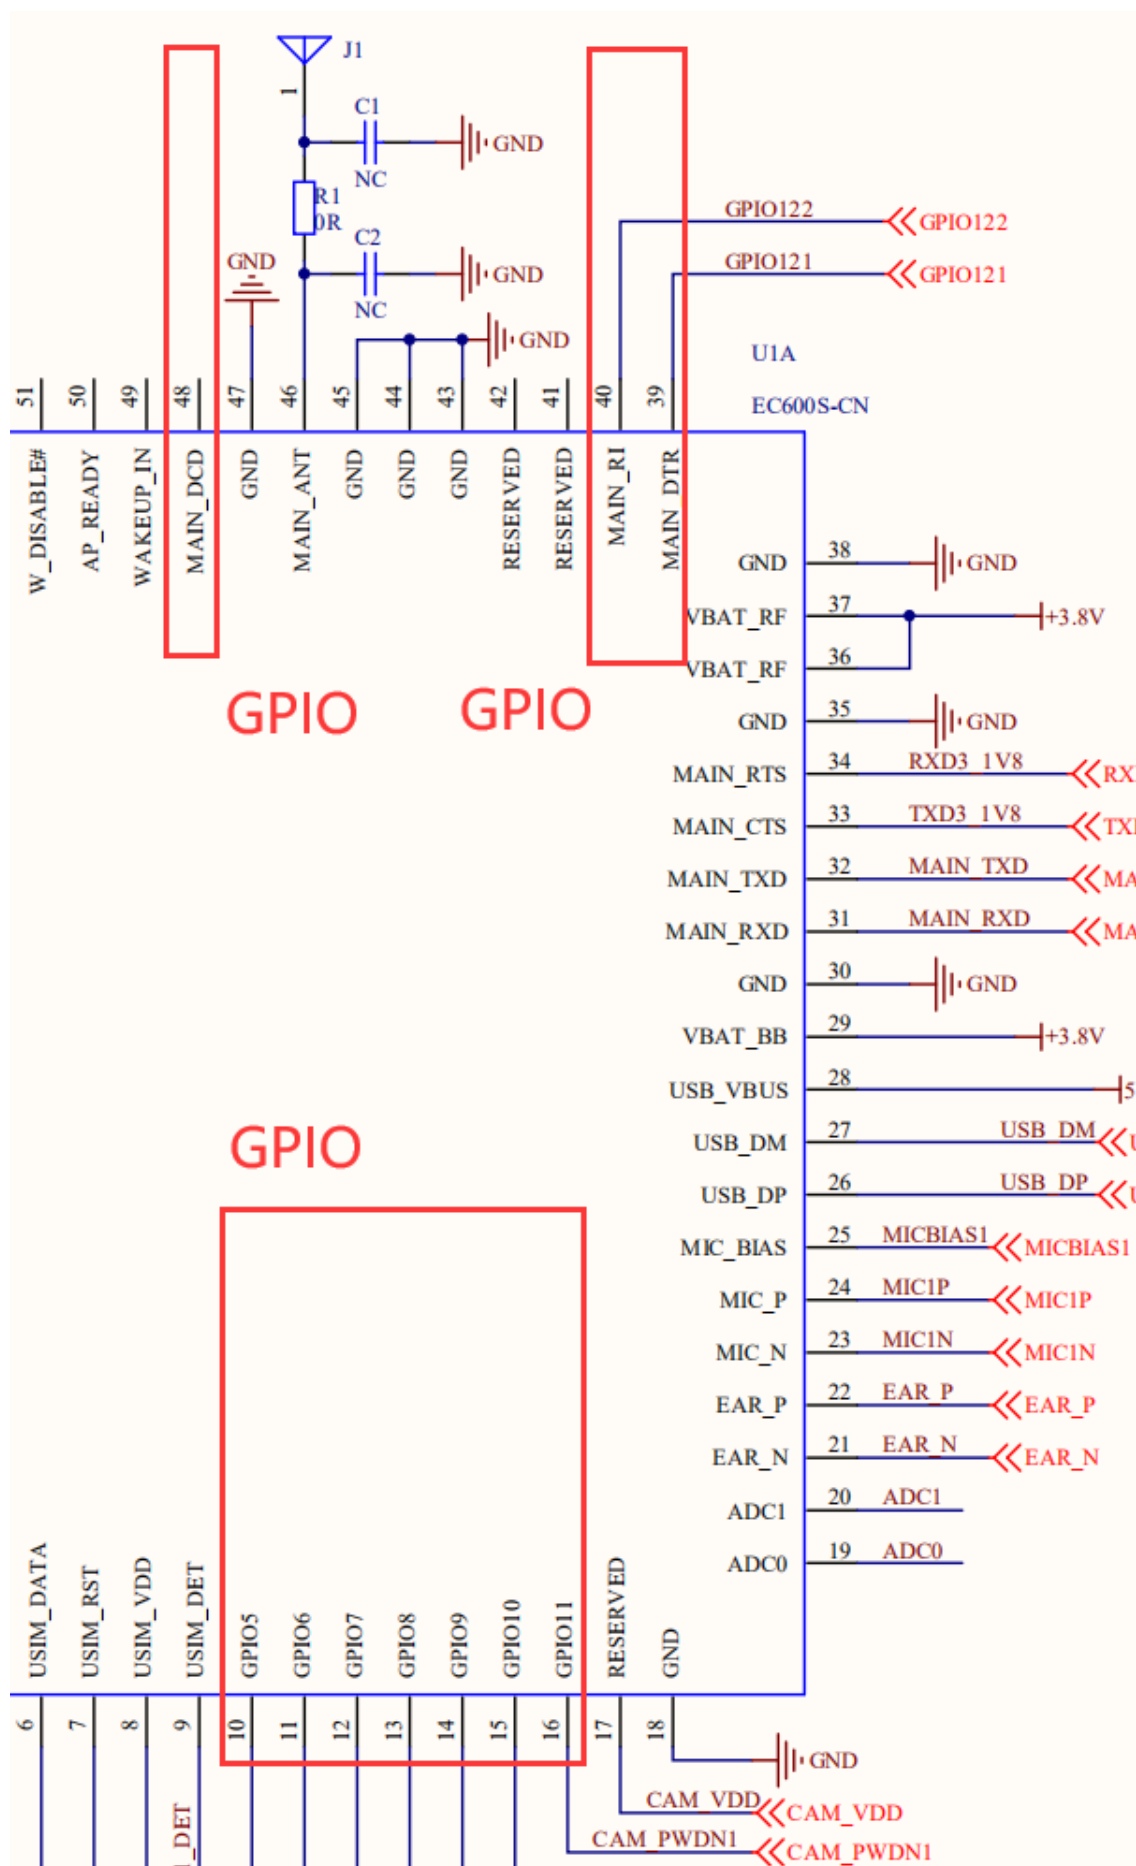 J1
1
C1
GND
NC
R1
0R
GPIO122
GPIO122
C2
GND
GND
GPIO121
GPIO121
NC
GND
U1A
EC600S-CN
51
50
49
48
47
46
45
44
43
42
41
40
39
W_DISABLE#
AP_READY
WAKEUP_IN
MAIN_DCD
GND
MAIN_ANT
GND
GND
GND
RESERVED
RESERVED
MAIN_RI
MAIN_DTR
GND 38 GND
VBAT_RF 37 +3.8V
VBAT_RF 36
GPIO GPIO
GND 35 GND
MAIN_RTS 34 RXD3_1V8 RX
MAIN_CTS 33 TXD3_1V8 TX
MAIN_TXD 32 MAIN_TXD MA
MAIN_RXD 31 MAIN_RXD MA
GND 30 GND
VBAT_BB 29 +3.8V
USB_VBUS 28 5
GPIO
USB_DM 27 USB_DM
USB_DP 26 USB_DP
MIC_BIAS 25 MICBIAS1 MICBIAS1
MIC_P 24 MIC1P MIC1P
MIC_N 23 MIC1N MIC1N
EAR_P 22 EAR_P EAR_P
EAR_N 21 EAR_N EAR_N
ADC1 20 ADC1
ADC0 19 ADC0
USIM_DATA
USIM_RST
USIM_VDD
USIM_DET
GPIO5
GPIO6
GPIO7
GPIO8
GPIO9
GPIO10
GPIO11
RESERVED
GND
6
7
8
9
10
11
12
13
14
15
16
17
18
GND
_DET
CAM_VDD CAM_VDD
CAM_PWDN1 CAM_PWDN1